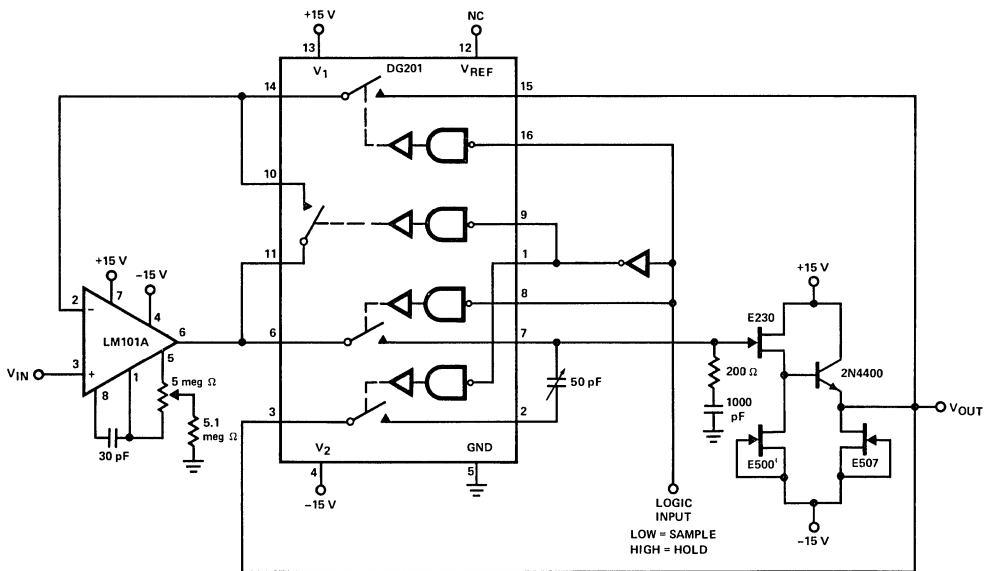 +15 V
NC
13
12
V1
DG201
VREF
14
15
16
10
9
1
11
+15 V
-15 V
8
2
7
4
E230
+15 V
LM101A
6
6
7
VIN
3
5
200 Ω
2N4400
1
5 meg Ω
50 pF
8
3
2
1000
pF
VOUT
5.1
meg Ω
30 pF
V2
GND
E500
E507
4
5
-15 V
LOGIC
INPUT
LOW = SAMPLE
HIGH = HOLD
-15 V